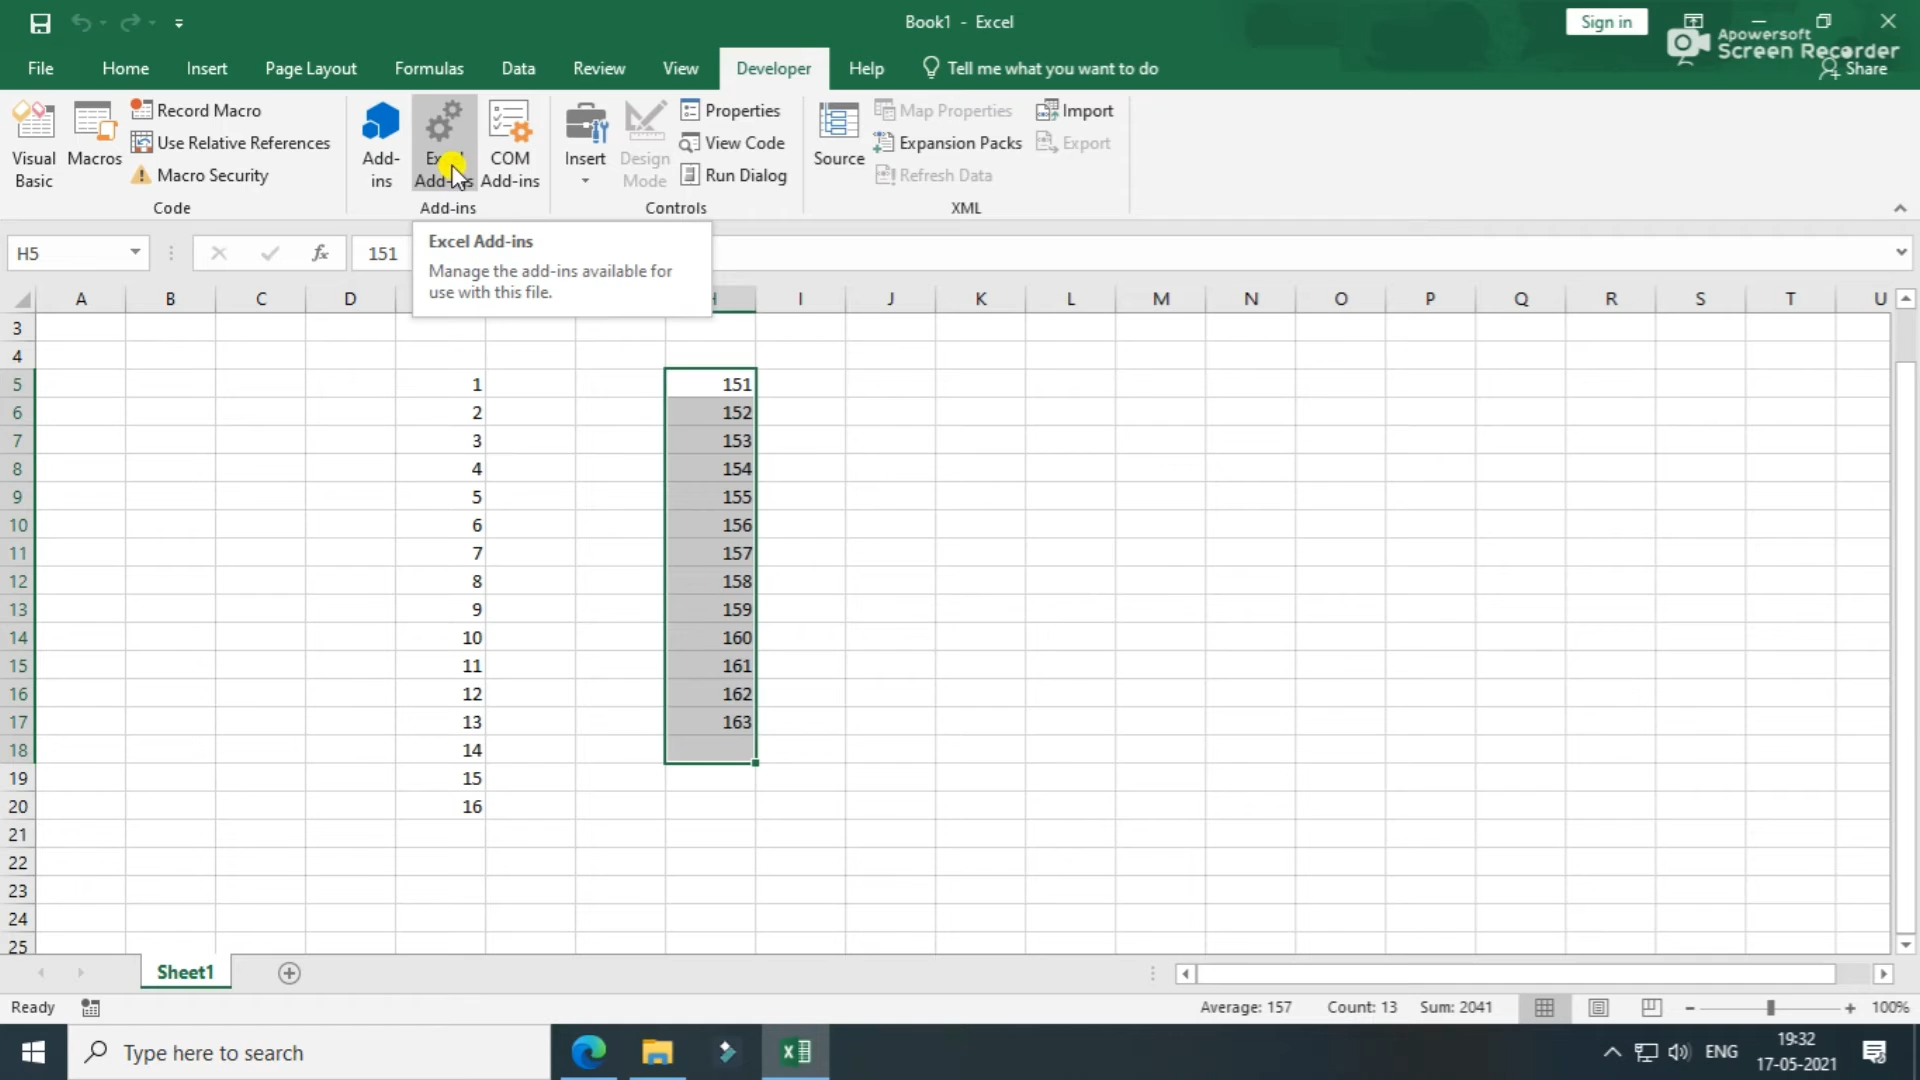 Book1 - Excel
Sign in
Apowersoft
Screen Recorder
File Home Insert Page Layout Formulas Data Review View Developer Help Tell me what you want to do Share
Visual Basic
Macros
Record Macro
Use Relative References
Macro Security
Code
Add-ins
Excel Add-ins
COM Add-ins
Add-ins
Insert
Design Mode
Properties
View Code
Run Dialog
Controls
Source
Map Properties
Expansion Packs
Refresh Data
Import
Export
XML
H5 fx 151
Excel Add-ins
Manage the add-ins available for
use with this file.
A B C D H I J K L M N O P Q R S T U
3
4
5 1 151
6 2 152
7 3 153
8 4 154
9 5 155
10 6 156
11 7 157
12 8 158
13 9 159
14 10 160
15 11 161
16 12 162
17 13 163
18 14
19 15
20 16
21
22
23
24
25
Sheet1
Ready Average: 157 Count: 13 Sum: 2041 100%
Type here to search
ENG
19:32
17-05-2021